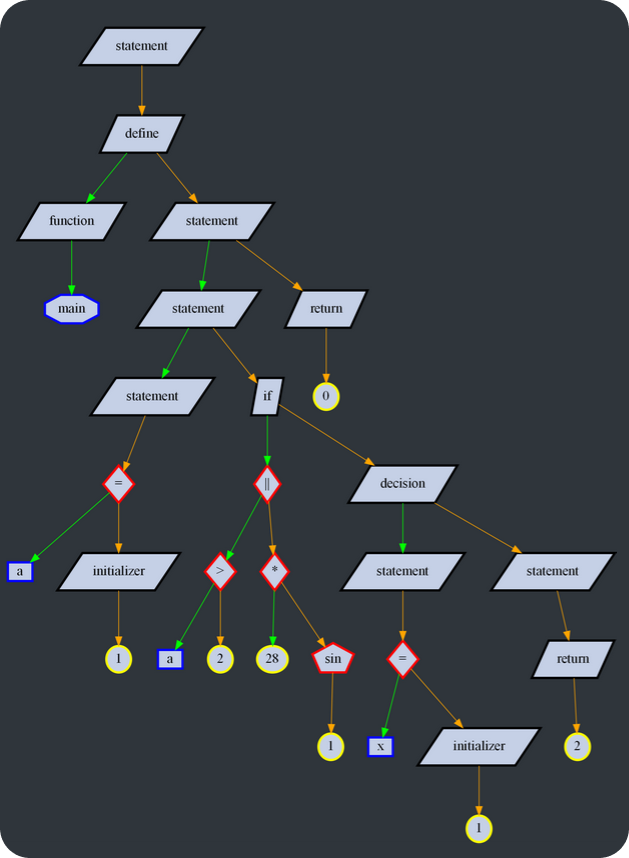 statement
define
function
statement
main
statement
return
statement
if
0
=
||
decision
a
initializer
>
*
statement
statement
1
a
2
28
sin
=
return
1
x
initializer
2
1